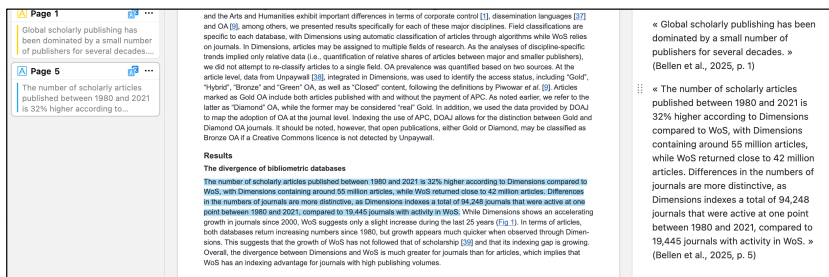 Page 1
Global scholarly publishing has
been dominated by a small number
of publishers for several decades....
Page 5
The number of scholarly articles
published between 1980 and 2021
is 32% higher according to...
and the Arts and Humanities exhibit important differences in terms of corporate control [1], dissemination languages [37]
and OA [9], among others, we presented results specifically for each of these major disciplines. Field classifications are
specific to each database, with Dimensions using automatic classification of articles through algorithms while WoS relies
on journals. In Dimensions, articles may be assigned to multiple fields of research. As the analyses of discipline-specific
trends implied only relative data (i.e., quantification of relative shares of articles between major and smaller publishers),
we did not attempt to re-classify articles to a single field. OA prevalence was quantified based on two sources. At the
article level, data from Unpaywall [38], integrated in Dimensions, was used to identify the access status, including "Gold",
"Hybrid", "Bronze" and "Green" OA, as well as "Closed" content, following the definitions by Piwowar et al. [9]. Articles
marked as Gold OA include both articles published with and without the payment of APC. As noted earlier, we refer to the
latter as "Diamond" OA, while the former may be considered "real" Gold. In addition, we used the data provided by DOAJ
to map the adoption of OA at the journal level. Indexing the use of APC, DOAJ allows for the distinction between Gold and
Diamond OA journals. It should be noted, however, that open publications, either Gold or Diamond, may be classified as
Bronze OA if a Creative Commons licence is not detected by Unpaywall.
Results
The divergence of bibliometric databases
The number of scholarly articles published between 1980 and 2021 is 32% higher according to Dimensions compared to
WoS, with Dimensions containing around 55 million articles, while WoS returned close to 42 million articles. Differences
in the numbers of journals are more distinctive, as Dimensions indexes a total of 94,248 journals that were active at one
point between 1980 and 2021, compared to 19,445 journals with activity in WoS. While Dimensions shows an accelerating
growth in journals since 2000, WoS suggests only a slight increase during the last 25 years (Fig 1). In terms of articles,
both databases return increasing numbers since 1980, but growth appears much quicker when observed through Dimen-
sions. This suggests that the growth of WoS has not followed that of scholarship [39] and that its indexing gap is growing.
Overall, the divergence between Dimensions and WoS is much greater for journals than for articles, which implies that
WoS has an indexing advantage for journals with high publishing volumes.
« Global scholarly publishing has been
dominated by a small number of
publishers for several decades. »
(Bellen et al., 2025, p. 1)
« The number of scholarly articles
published between 1980 and 2021 is
32% higher according to Dimensions
compared to WoS, with Dimensions
containing around 55 million articles,
while WoS returned close to 42 million
articles. Differences in the numbers of
journals are more distinctive, as
Dimensions indexes a total of 94,248
journals that were active at one point
between 1980 and 2021, compared to
19,445 journals with activity in WoS. »
(Bellen et al., 2025, p. 5)